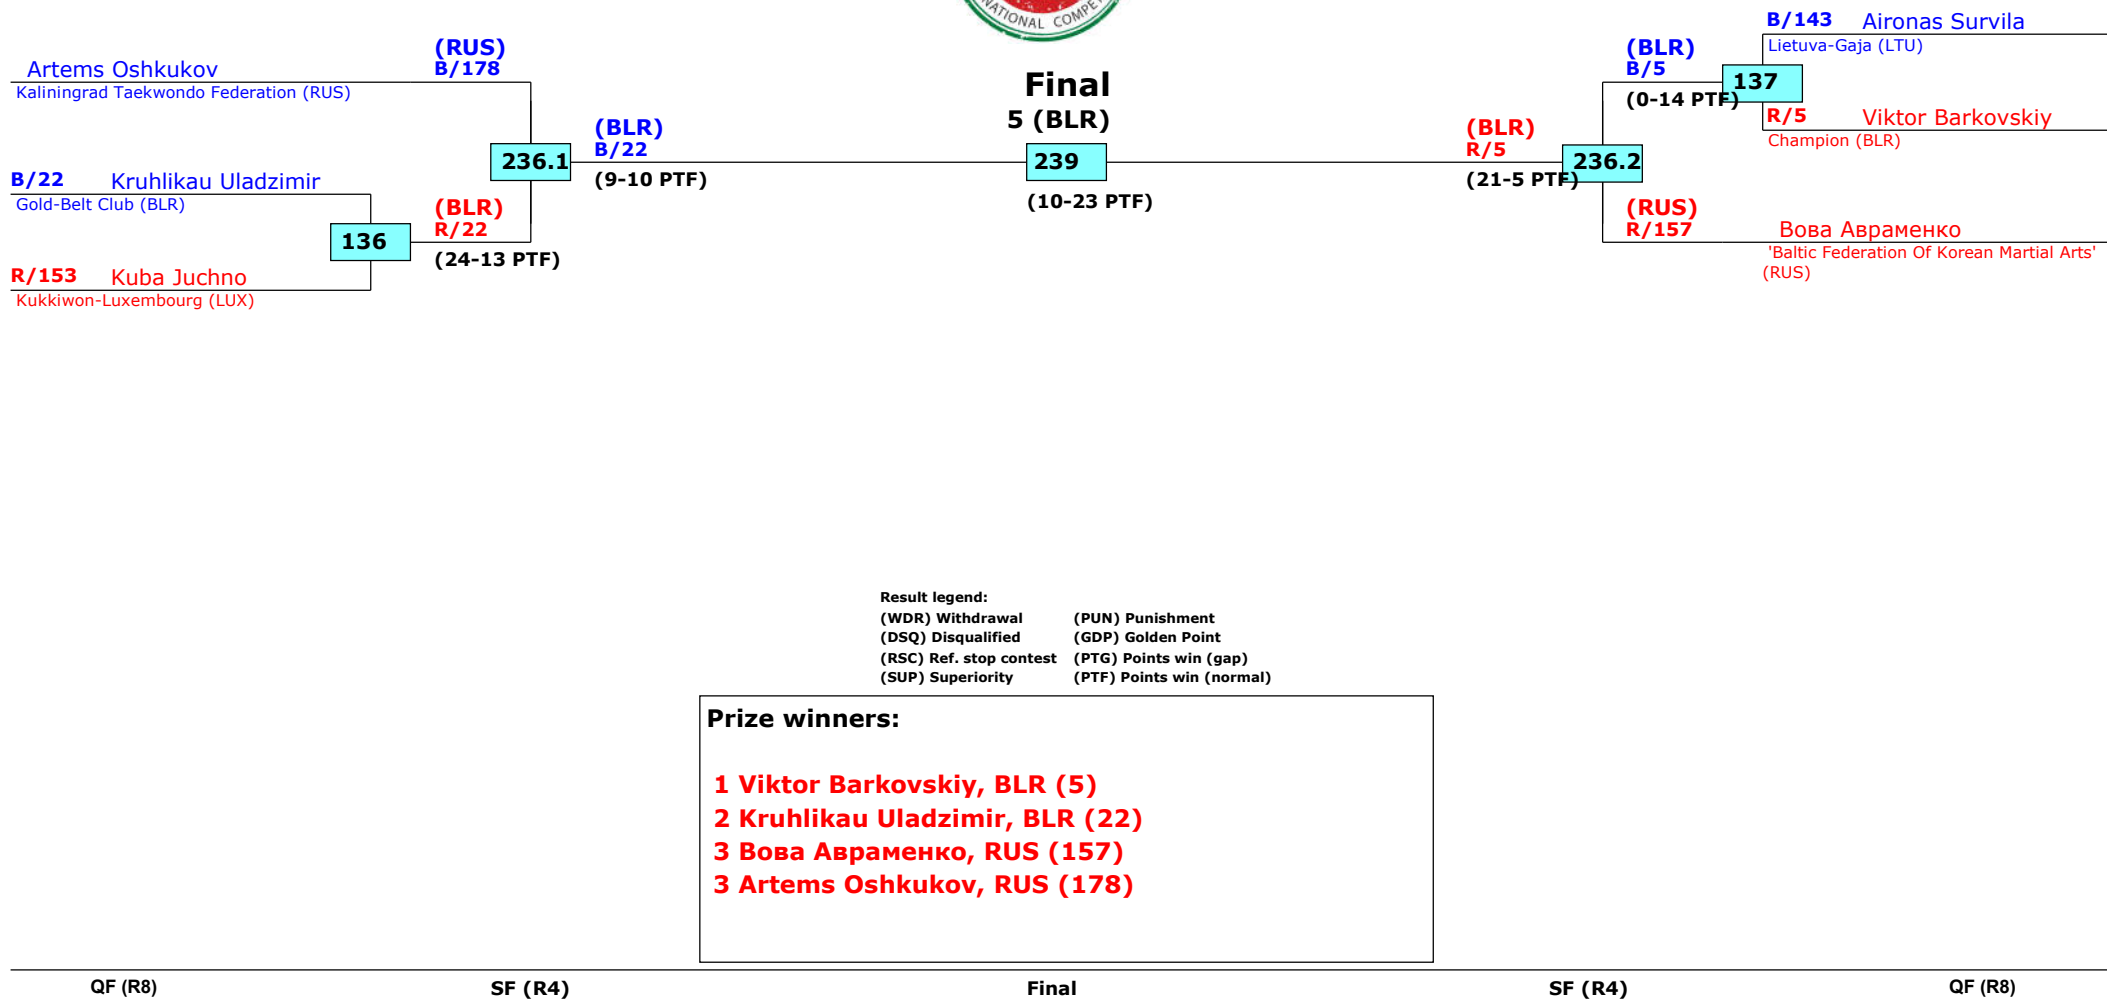 NATIONAL COMPE
B/143 Aironas Survila
Lietuva-Gaja (LTU)
(RUS)
B/178
Artems Oshkukov
Kaliningrad Taekwondo Federation (RUS)
(BLR)
B/5
137
(0-14 PTF)
Final
5 (BLR)
R/5 Viktor Barkovskiy
Champion (BLR)
(BLR)
B/22
236.1
(9-10 PTF)
239
(10-23 PTF)
(BLR)
R/5
236.2
(21-5 PTF)
B/22 Kruhlikau Uladzimir
Gold-Belt Club (BLR)
136
(BLR)
R/22
(24-13 PTF)
(RUS)
R/157
Вова Авраменко
'Baltic Federation Of Korean Martial Arts'
(RUS)
R/153 Kuba Juchno
Kukkiwon-Luxembourg (LUX)
Result legend:
(WDR) Withdrawal (PUN) Punishment
(DSQ) Disqualified (GDP) Golden Point
(RSC) Ref. stop contest (PTG) Points win (gap)
(SUP) Superiority (PTF) Points win (normal)
Prize winners:
1 Viktor Barkovskiy, BLR (5)
2 Kruhlikau Uladzimir, BLR (22)
3 Вова Авраменко, RUS (157)
3 Artems Oshkukov, RUS (178)
QF (R8) SF (R4) Final SF (R4) QF (R8)